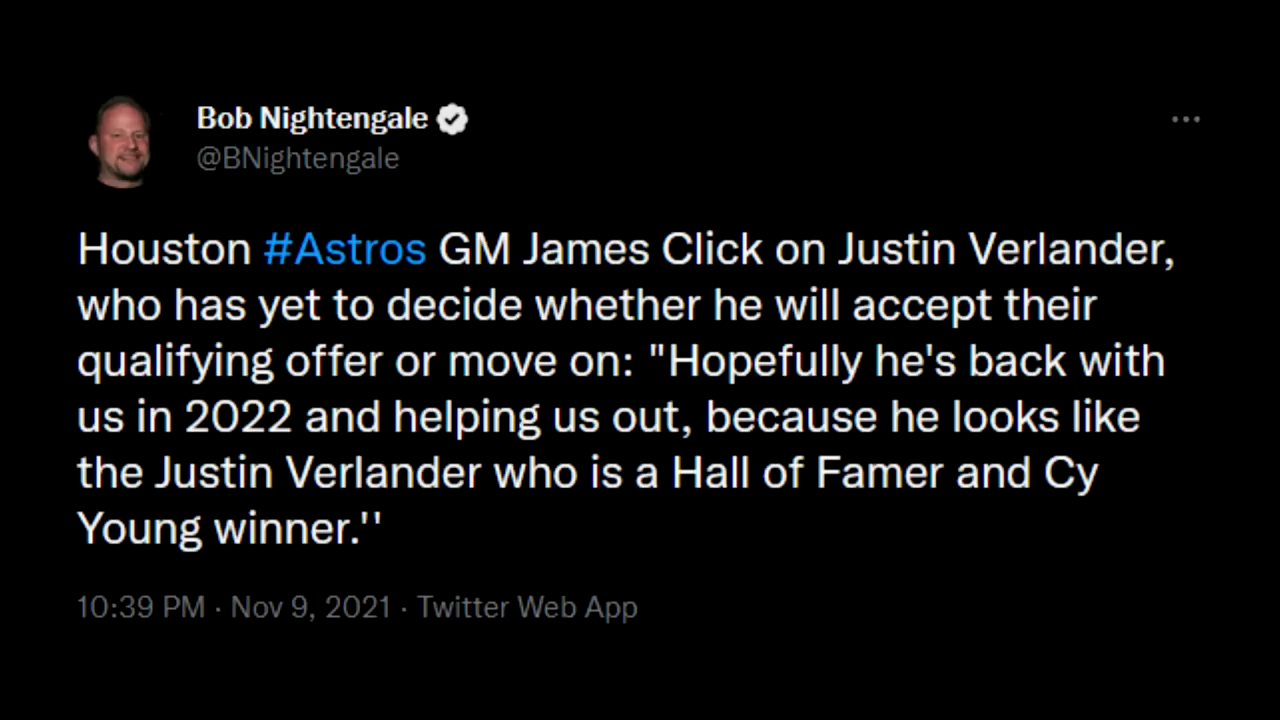 Bob Nightengale
@BNightengale
Houston #Astros GM James Click on Justin Verlander,
who has yet to decide whether he will accept their
qualifying offer or move on: "Hopefully he's back with
us in 2022 and helping us out, because he looks like
the Justin Verlander who is a Hall of Famer and Cy
Young winner.''
10:39 PM · Nov 9, 2021 · Twitter Web App